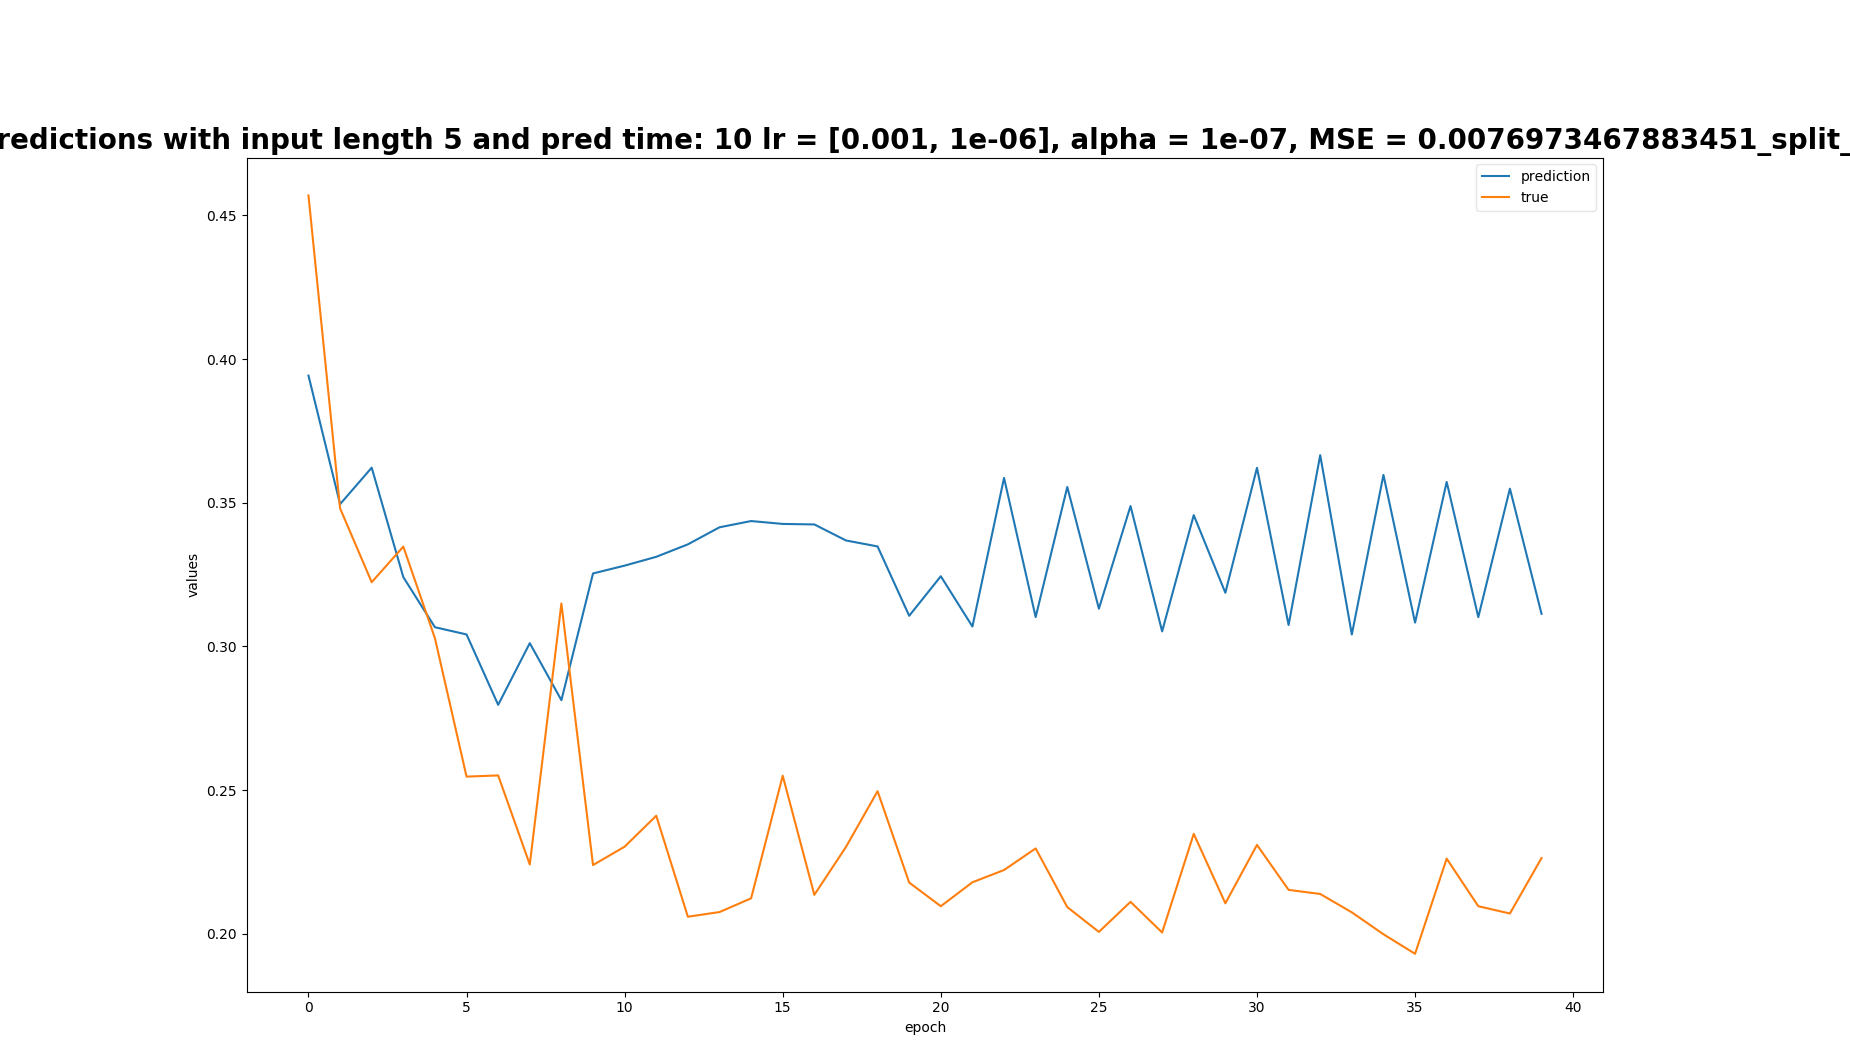 redictions with input length 5 and pred time: 10 lr = [0.001, 1e-06], alpha = 1e-07, MSE = 0.0076973467883451_split_
prediction
true
0.45
0.40
0.35
0.30
0.25
0.20
values
0 5 10 15 20 25 30 35 40
epoch